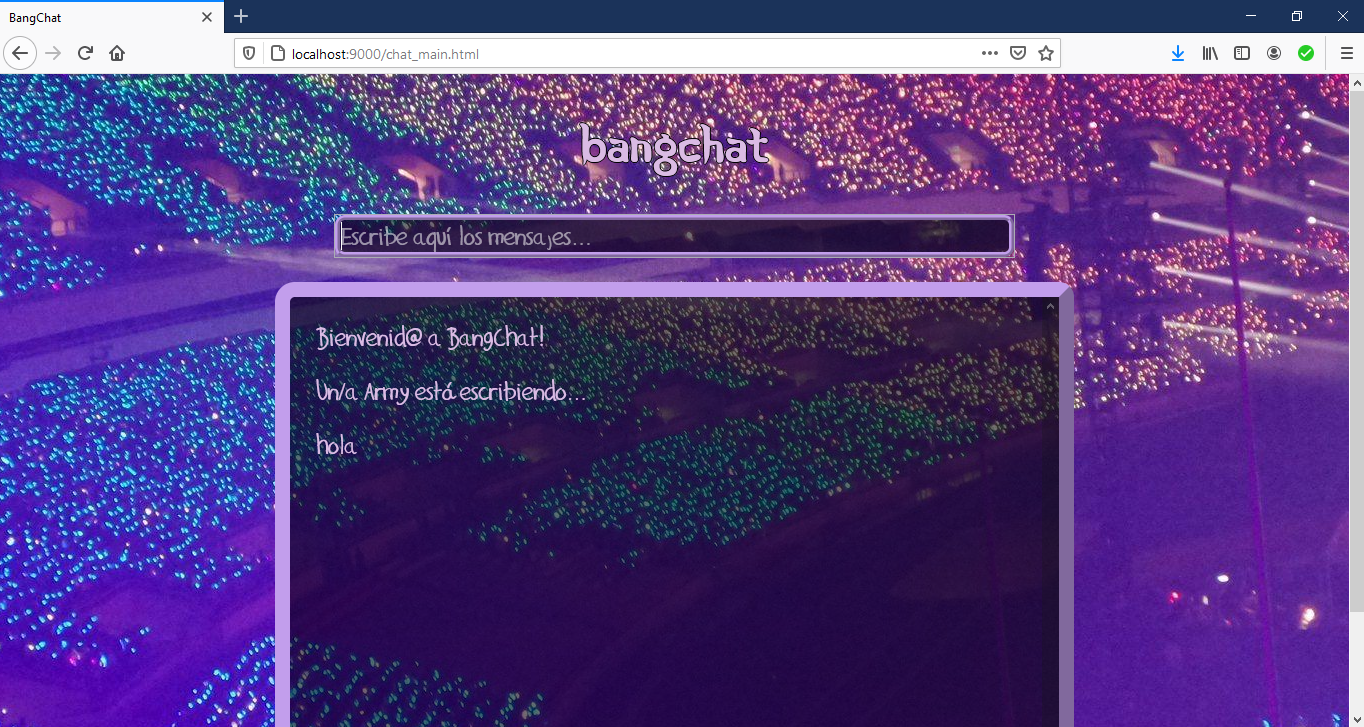 BangChat
localhost:9000/chat_main.html
bangchat
Escribe aquí los mensajes...
Bienvenid@ a BangChat!
Un/a Army está escribiendo...
hola